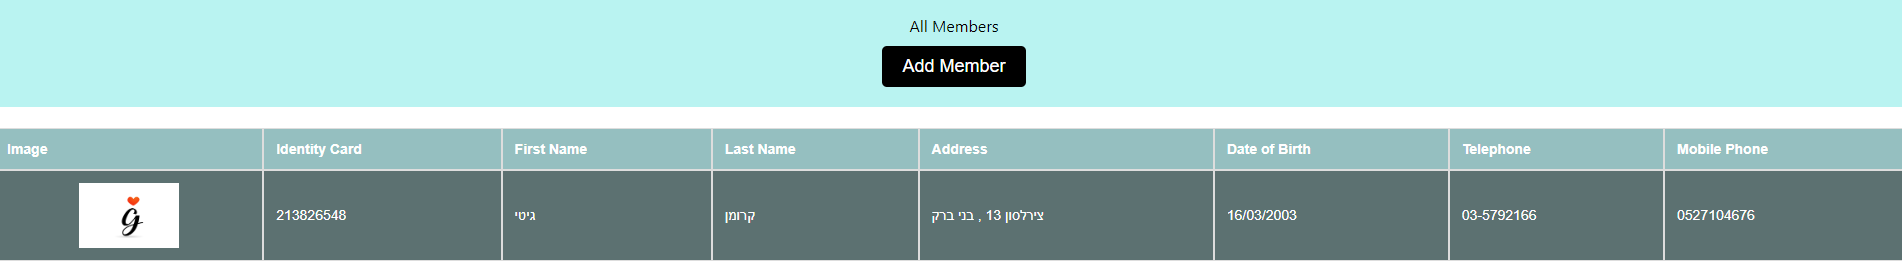 All Members
Add Member
Image Identity Card First Name Last Name Address Date of Birth Telephone Mobile Phone
g 213826548 גיטי קרומן צירלסון 13 , בני ברק 16/03/2003 03-5792166 0527104676